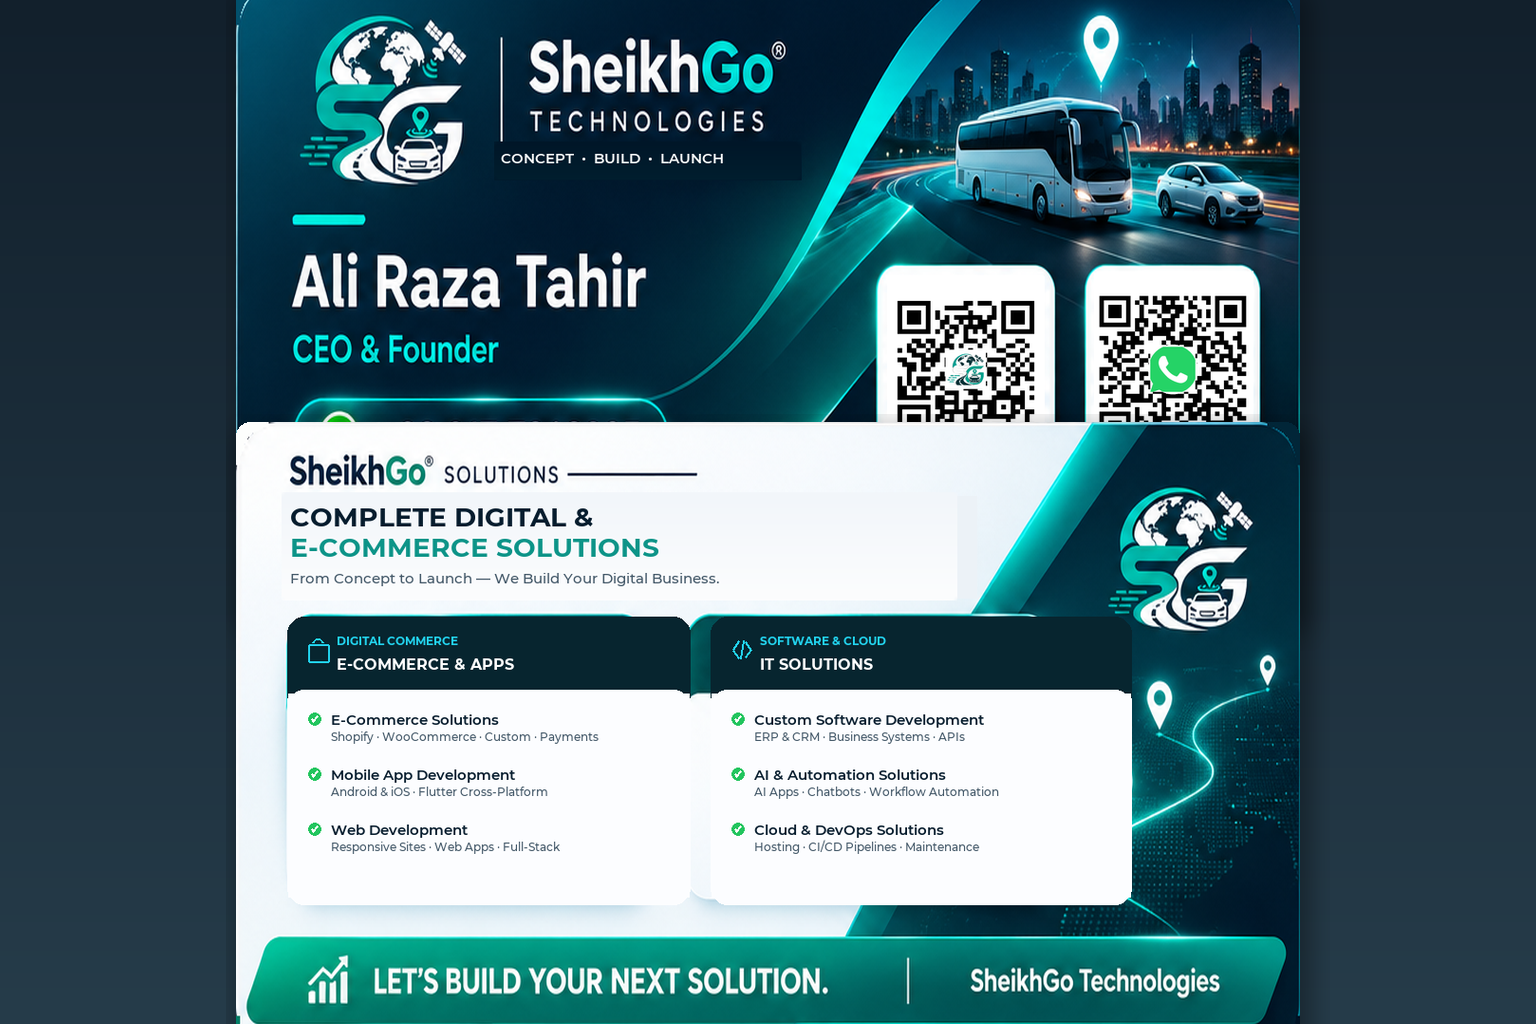 SheikhGo®
TECHNOLOGIES
CONCEPT • BUILD • LAUNCH
Ali Raza Tahir
CEO & Founder
SheikhGo® SOLUTIONS
COMPLETE DIGITAL &
E-COMMERCE SOLUTIONS
From Concept to Launch — We Build Your Digital Business.
DIGITAL COMMERCE
E-COMMERCE & APPS
E-Commerce Solutions
Shopify · WooCommerce · Custom · Payments
Mobile App Development
Android & iOS · Flutter Cross-Platform
Web Development
Responsive Sites · Web Apps · Full-Stack
SOFTWARE & CLOUD
IT SOLUTIONS
Custom Software Development
ERP & CRM · Business Systems · APIs
AI & Automation Solutions
AI Apps · Chatbots · Workflow Automation
Cloud & DevOps Solutions
Hosting · CI/CD Pipelines · Maintenance
SG
LET'S BUILD YOUR NEXT SOLUTION.
SheikhGo Technologies